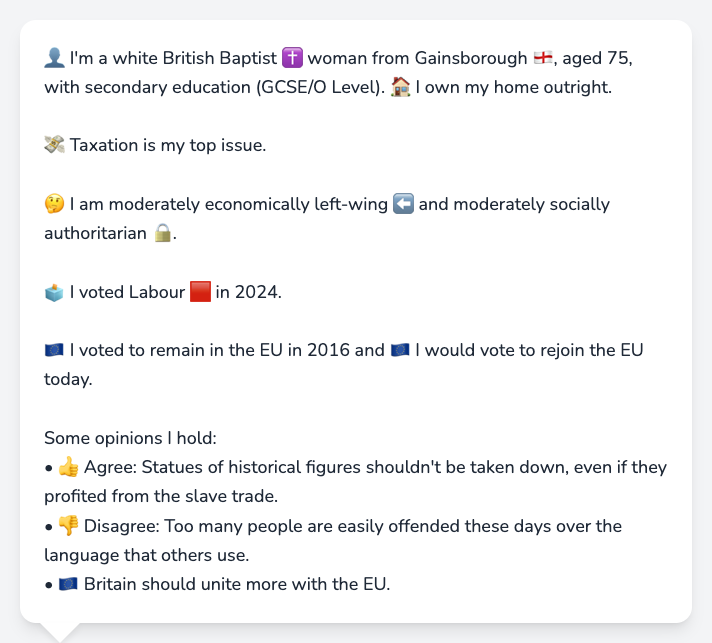 👤 I'm a white British Baptist ✝️ woman from Gainsborough 🏴󠁧󠁢󠁥󠁮󠁧󠁿, aged 75,
with secondary education (GCSE/O Level). 🏠 I own my home outright.
💸 Taxation is my top issue.
🤔 I am moderately economically left-wing ⬅️ and moderately socially
authoritarian 🔒.
🗳️ I voted Labour 🟥 in 2024.
🇪🇺 I voted to remain in the EU in 2016 and 🇪🇺 I would vote to rejoin the EU
today.
Some opinions I hold:
• 👍 Agree: Statues of historical figures shouldn't be taken down, even if they
profited from the slave trade.
• 👎 Disagree: Too many people are easily offended these days over the
language that others use.
• 🇪🇺 Britain should unite more with the EU.